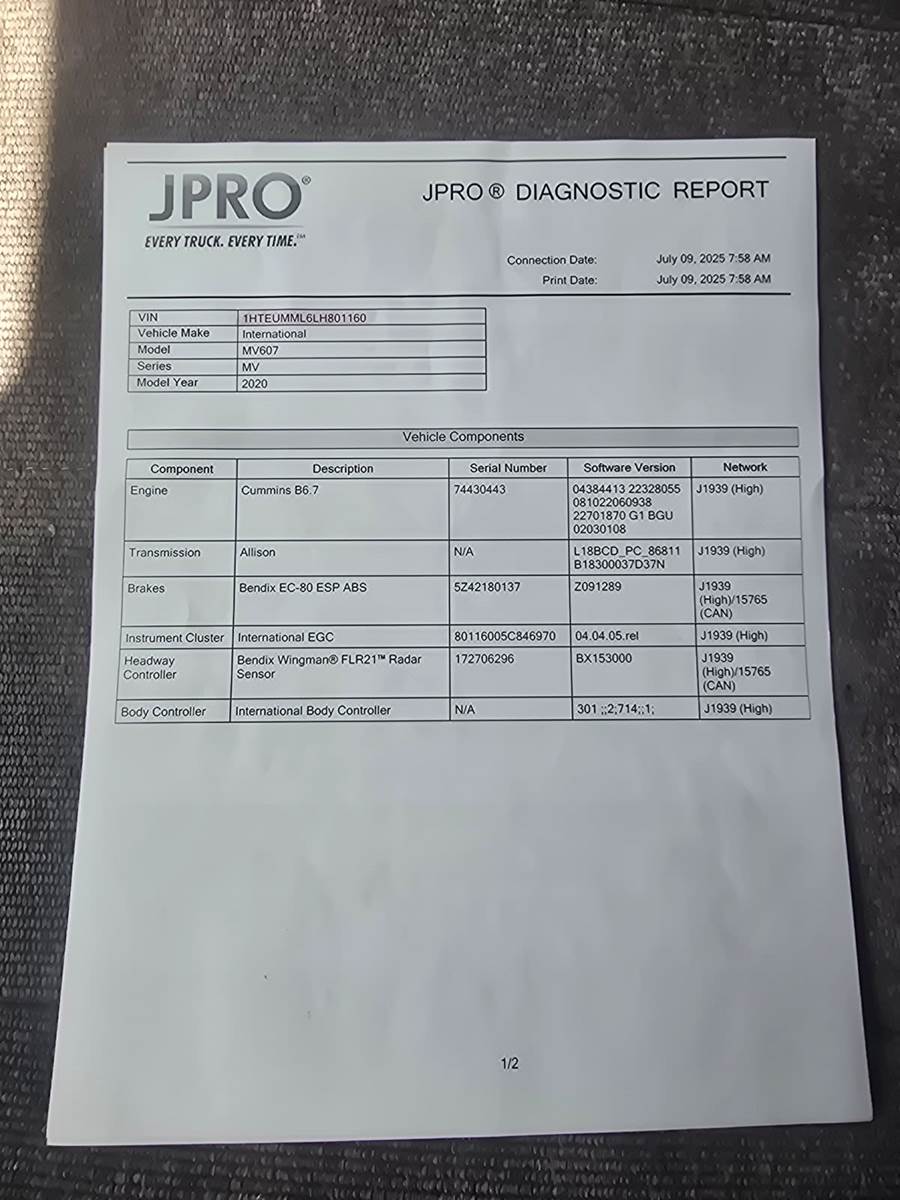 JPRO®
EVERY TRUCK. EVERY TIME.
JPRO® DIAGNOSTIC REPORT
Connection Date: July 09, 2025 7:58 AM
Print Date: July 09, 2025 7:58 AM
VIN 1HTEUMML6LH801160
Vehicle Make International
Model MV607
Series MV
Model Year 2020
Vehicle Components
Component Description Serial Number Software Version Network
Engine Cummins B6.7 74430443 04384413 22328055 J1939 (High)
081022060938
22701870 G1 BGU
02030108
Transmission Allison N/A L18BCD_PC_86811 J1939 (High)
B18300037D37N
Brakes Bendix EC-80 ESP ABS 5Z42180137 Z091289 J1939
(High)/15765
(CAN)
Instrument Cluster International EGC 80116005C846970 04.04.05.rel J1939 (High)
Headway Bendix Wingman® FLR21™ Radar 172706296 BX153000 J1939
Controller Sensor (High)/15765
(CAN)
Body Controller International Body Controller N/A 301 ;;2;714;;1; J1939 (High)
1/2